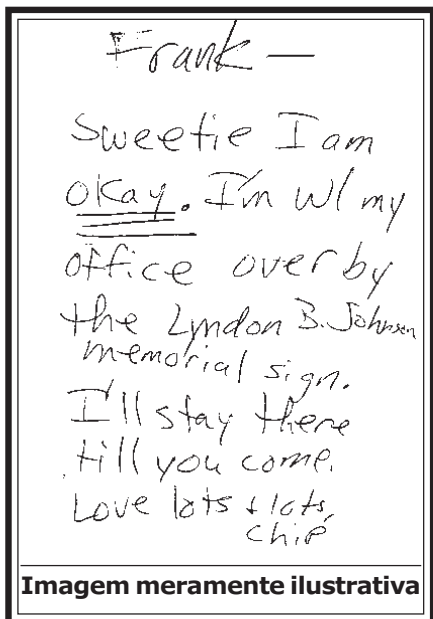 Frank —
Sweetie I am
okay. I'm w/ my
office over by
the Lyndon B. Johnson
memorial sign.
I'll stay there
till you come.
Love lots + lots,
Chip
Imagem meramente ilustrativa